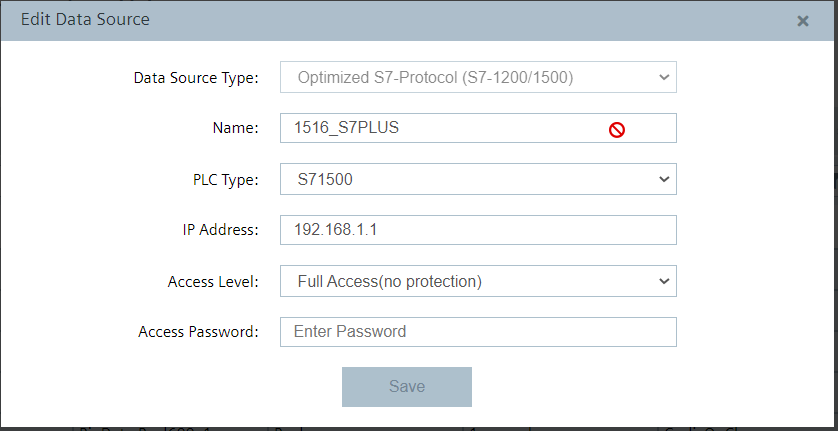 Edit Data Source
Data Source Type: Optimized S7-Protocol (S7-1200/1500)
Name: 1516_S7PLUS
PLC Type: S71500
IP Address: 192.168.1.1
Access Level: Full Access(no protection)
Access Password: Enter Password
Save